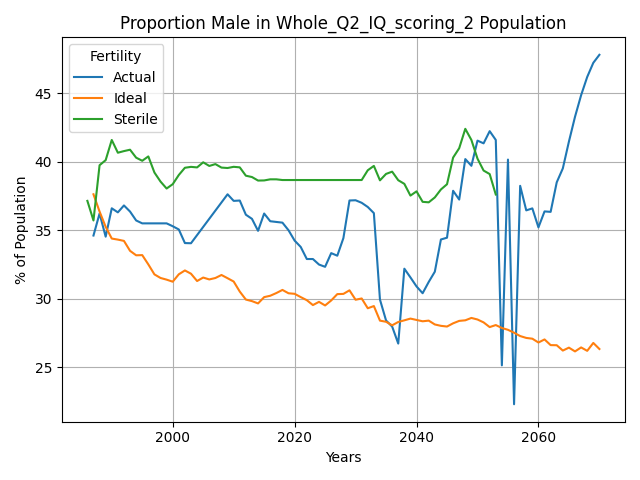 Proportion Male in Whole_Q2_IQ_scoring_2 Population
Fertility
Actual
Ideal
Sterile
% of Population
45
40
35
30
25
2000
2020
2040
2060
Years